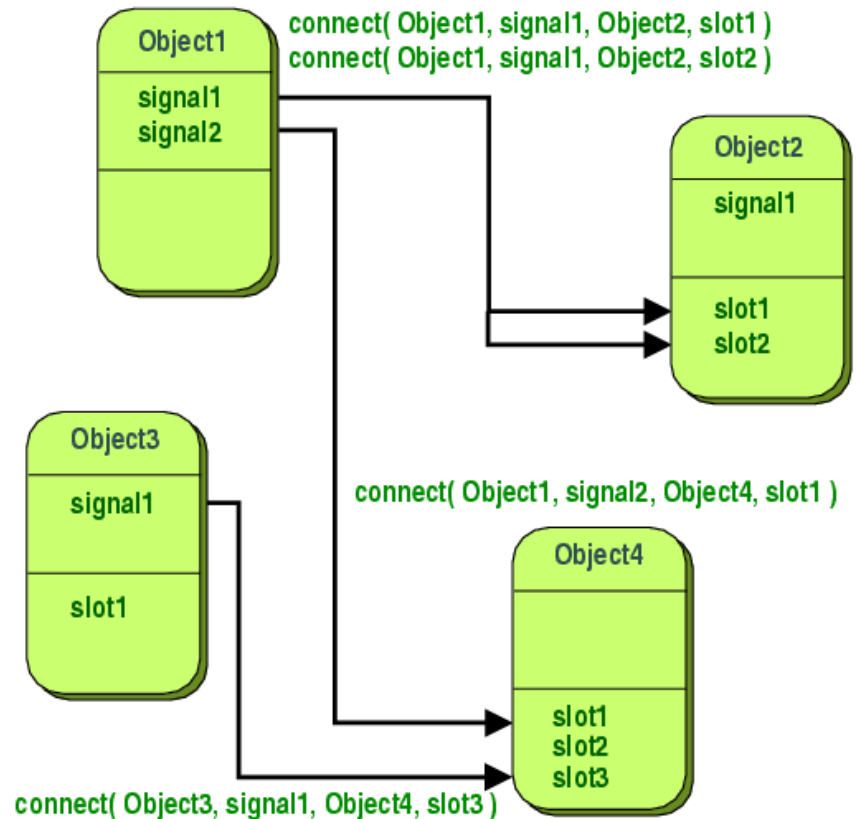 Object1
signal1
signal2
connect( Object1, signal1, Object2, slot1 )
connect( Object1, signal1, Object2, slot2 )
Object2
signal1
slot1
slot2
Object3
signal1
slot1
connect( Object1, signal2, Object4, slot1 )
Object4
slot1
slot2
slot3
connect( Object3, signal1, Object4, slot3 )